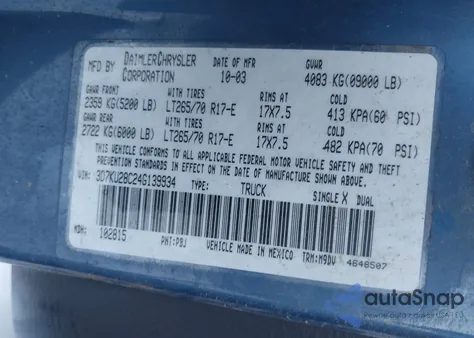 MFD BY DAIMLERCHRYSLER CORPORATION DATE OF MFR 10-03 GVWR 4083 KG(09000 LB)
GAWR FRONT WITH TIRES RIMS AT COLD
2359 KG(5200 LB) LT265/70 R17-E 17X7.5 413 KPA(60 PSI)
GAWR REAR WITH TIRES RIMS AT COLD
2722 KG(6000 LB) LT265/70 R17-E 17X7.5 482 KPA(70 PSI)
THIS VEHICLE CONFORMS TO ALL APPLICABLE FEDERAL MOTOR VEHICLE SAFETY,
BUMPER, AND THEFT PREVENTION STANDARDS IN EFFECT ON THE DATE OF MANUFACTURE SHOWN ABOVE.
VIN: 3D7KU28C24G139934 TYPE: TRUCK SINGLE X DUAL
MDH: 102815 PNT: PBJ VEHICLE MADE IN MEXICO TRM: M9DV 4648507
autoSnap